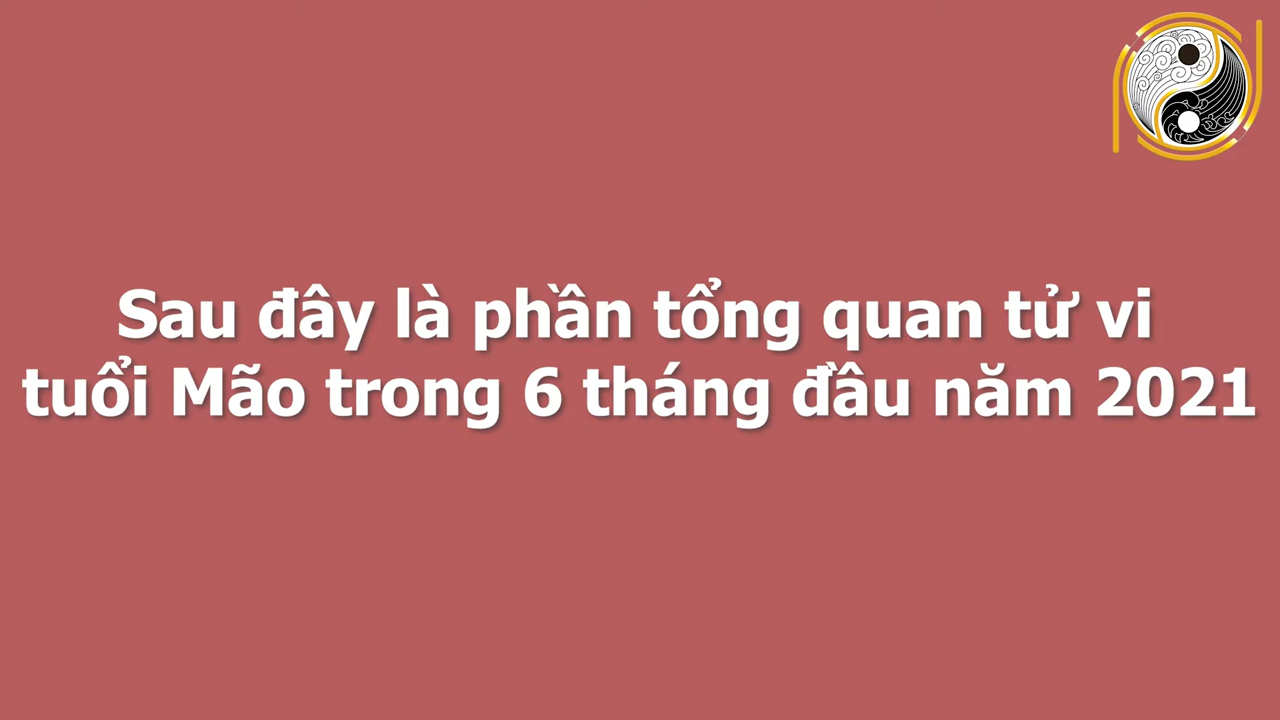 Sau đây là phần tổng quan tử vi
tuổi Mão trong 6 tháng đầu năm 2021